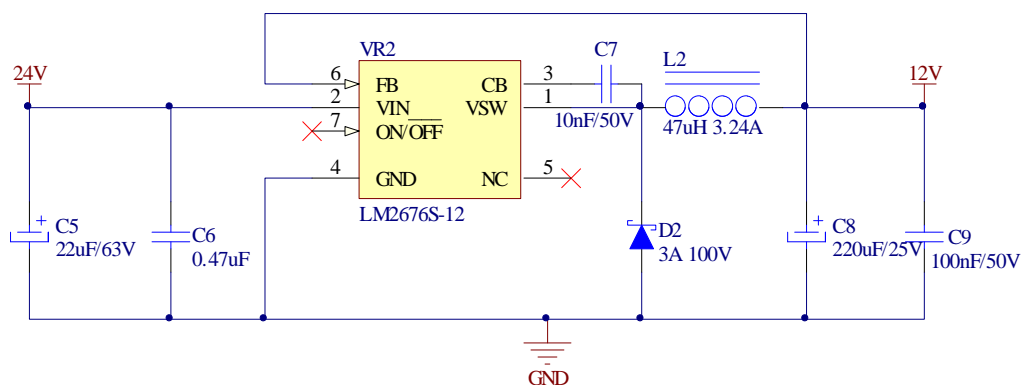 VR2
C7
L2
24V
12V
6
FB
CB
3
2
VIN
VSW
1
7
ON/OFF
10nF/50V
47uH 3.24A
4
GND
NC
5
LM2676S-12
+
C5
22uF/63V
C6
0.47uF
D2
3A 100V
+
C8
220uF/25V
C9
100nF/50V
GND